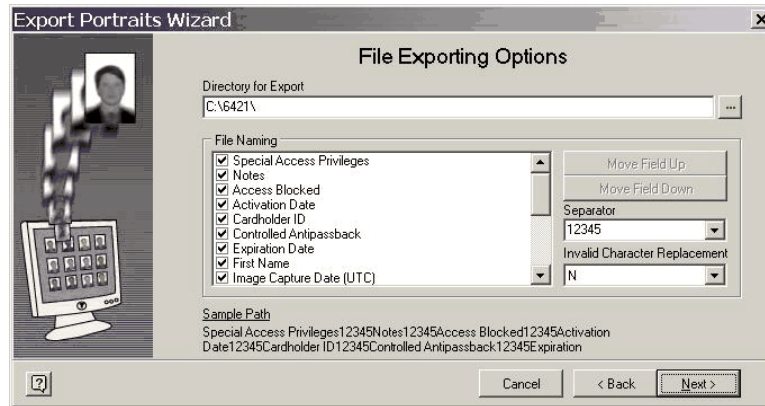 Export Portraits Wizard
File Exporting Options
Directory for Export
C:\6421\
...
File Naming
Special Access Privileges
Notes
Access Blocked
Activation Date
Cardholder ID
Controlled Antipassback
Expiration Date
First Name
Image Capture Date (UTC)
Move Field Up
Move Field Down
Separator
12345
Invalid Character Replacement
N
Sample Path
Special Access Privileges12345Notes12345Access Blocked12345Activation
Date12345Cardholder ID12345Controlled Antipassback12345Expiration
Cancel
< Back
Next >